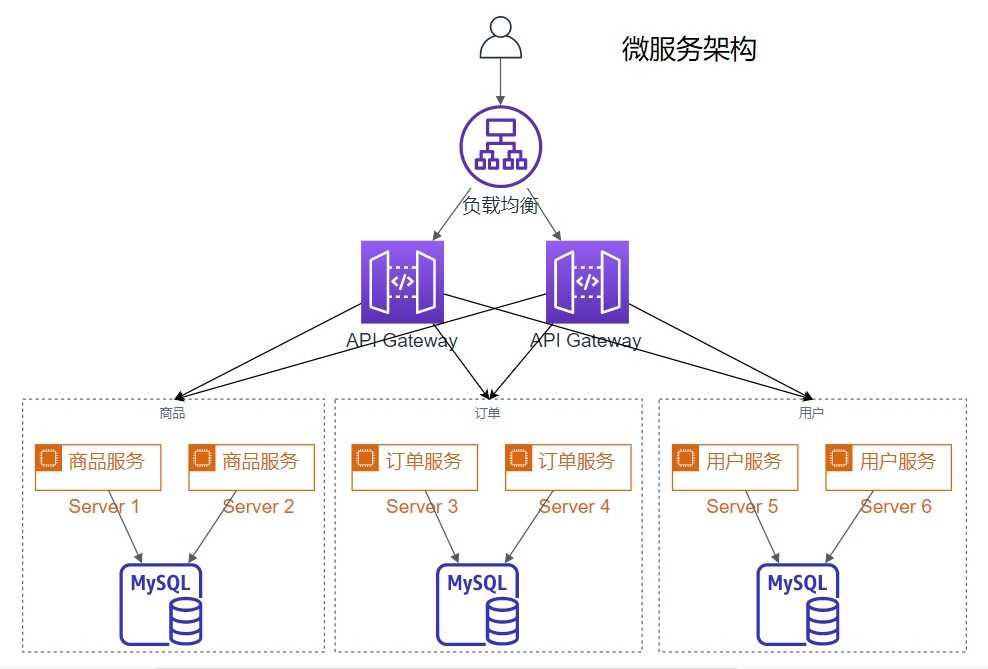 微服务架构
负载均衡
API Gateway
API Gateway
商品
订单
用户
商品服务
商品服务
订单服务
订单服务
用户服务
用户服务
Server 1
Server 2
Server 3
Server 4
Server 5
Server 6
MySQL
MySQL
MySQL